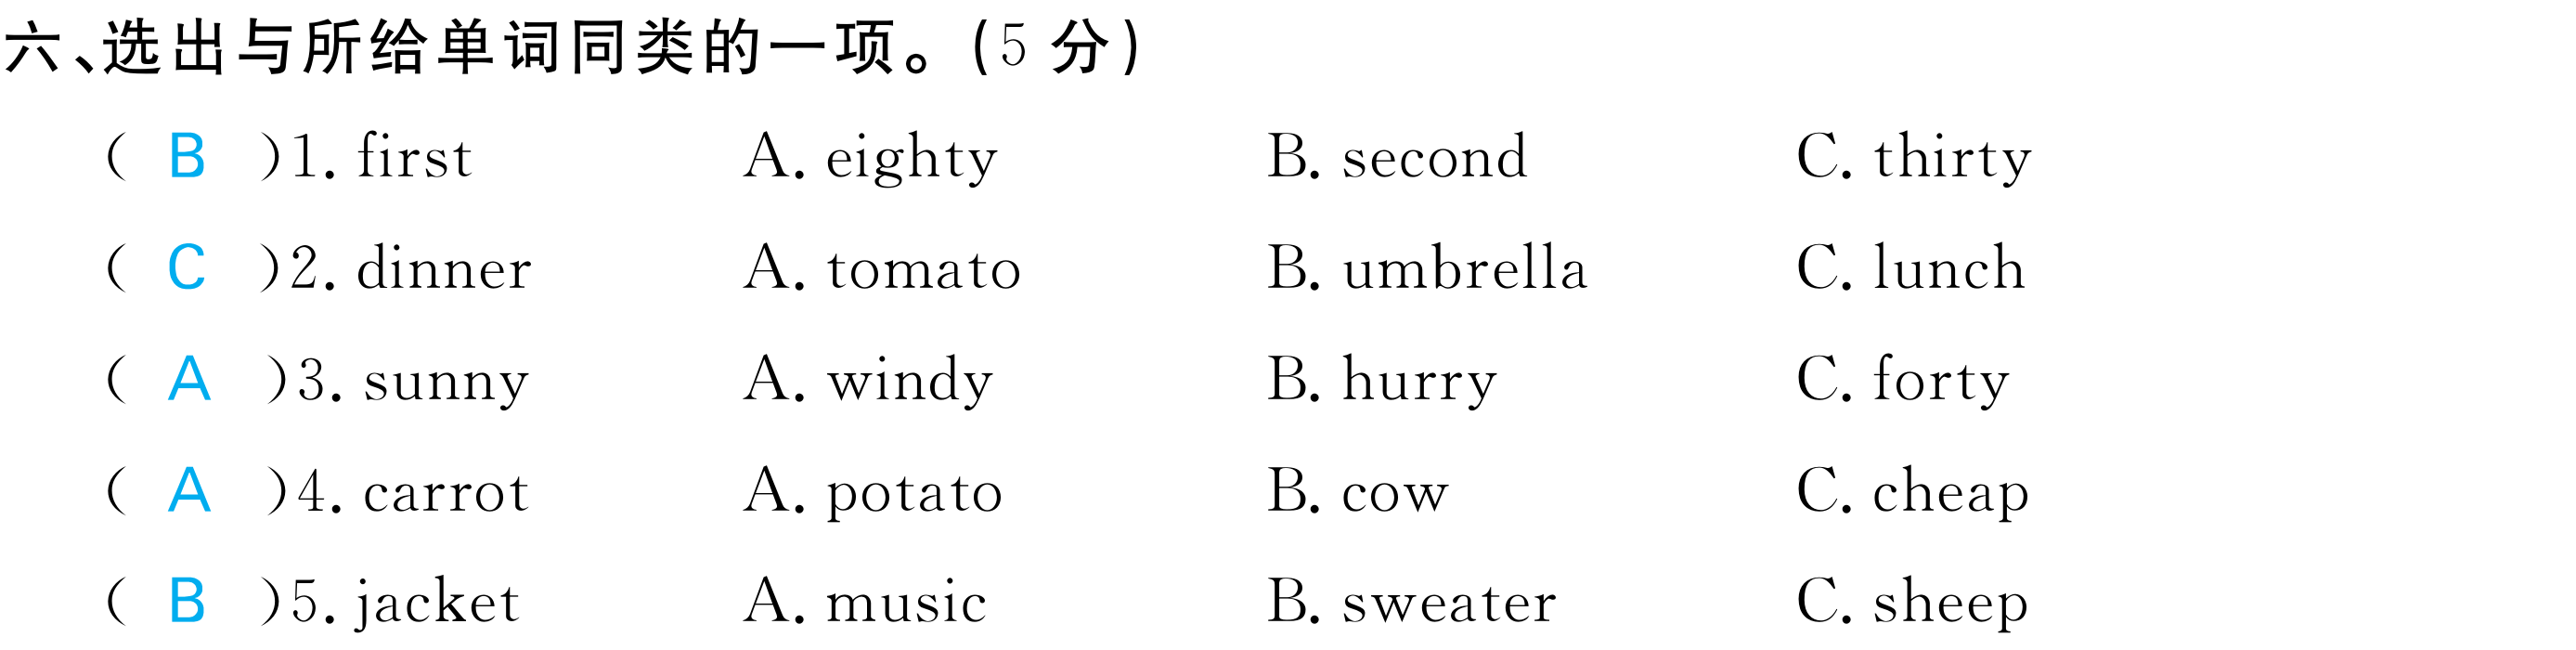 六、选出与所给单词同类的一项。(5 分)
( B )1. first A. eighty B. second C. thirty
( C )2. dinner A. tomato B. umbrella C. lunch
( A )3. sunny A. windy B. hurry C. forty
( A )4. carrot A. potato B. cow C. cheap
( B )5. jacket A. music B. sweater C. sheep